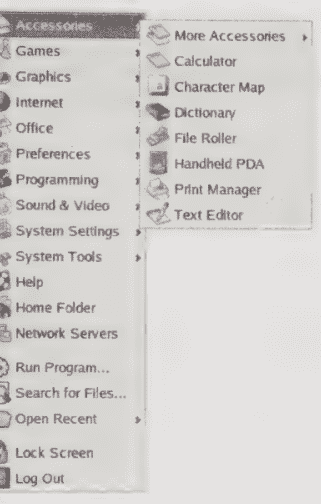 Accessories
Games
Graphics
Internet
Office
Preferences
Programming
Sound & Video
System Settings
System Tools
Help
Home Folder
Network Servers
Run Program...
Search for Files...
Open Recent
Lock Screen
Log Out
More Accessories
Calculator
Character Map
Dictionary
File Roller
Handheld PDA
Print Manager
Text Editor